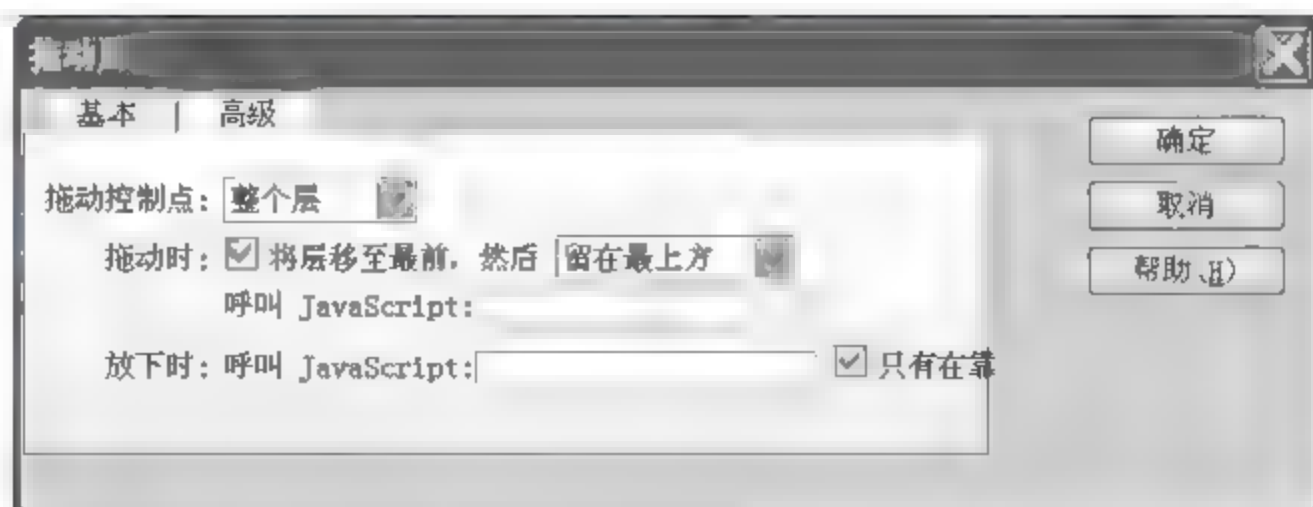 拖动
基本 | 高级
确定
拖动控制点: 整个层
取消
拖动时: 将层移至最前, 然后 留在最上方
帮助(H)
呼叫 JavaScript:
放下时: 呼叫 JavaScript: 只有在靠